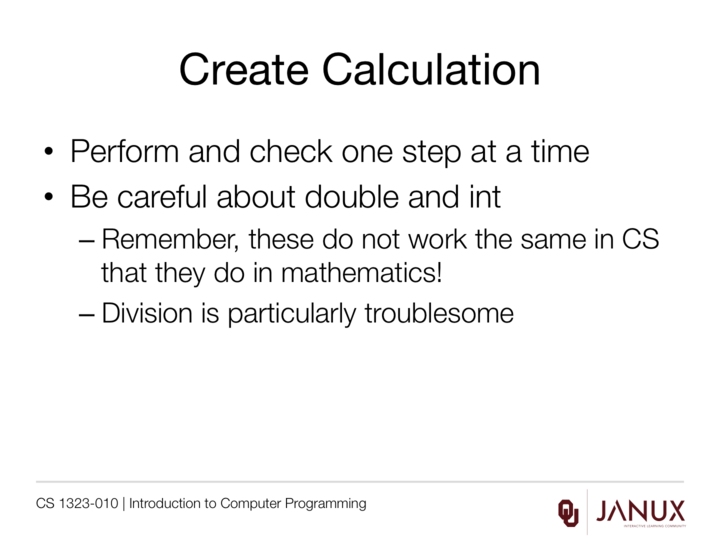 Create Calculation
• Perform and check one step at a time
• Be careful about double and int
– Remember, these do not work the same in CS
that they do in mathematics!
– Division is particularly troublesome
CS 1323-010 | Introduction to Computer Programming
OU
JANUX
INTERACTIVE LEARNING COMMUNITY